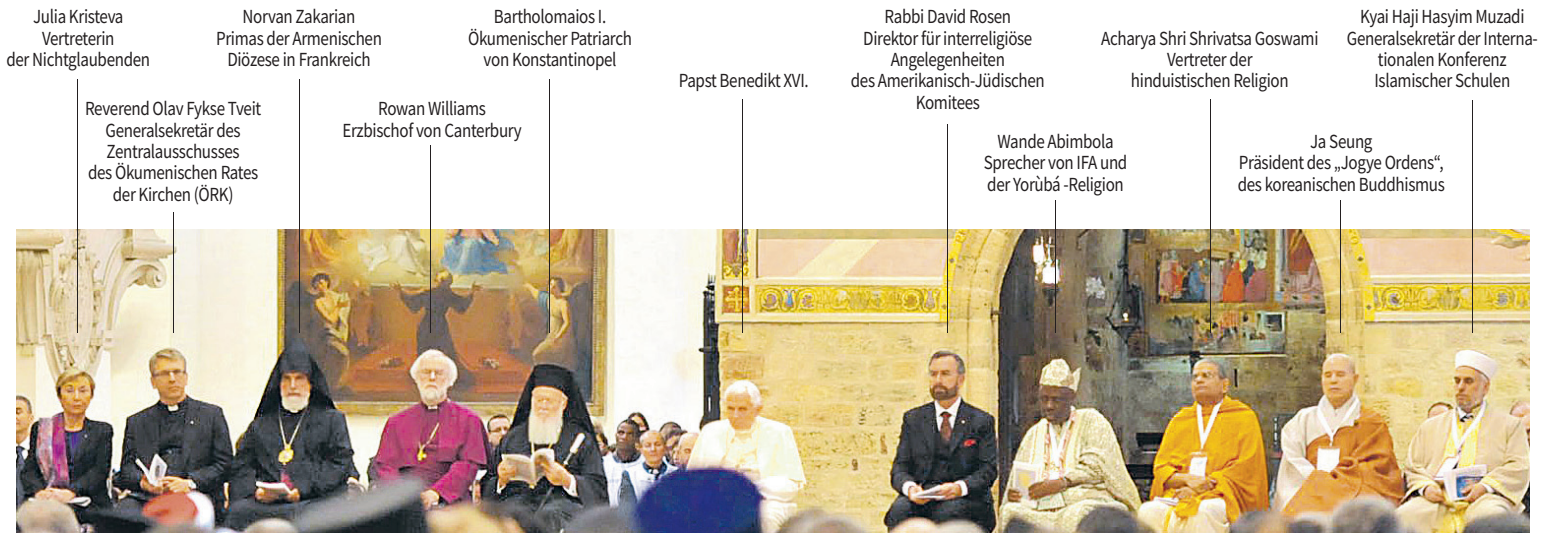 Julia Kristeva
Vertreterin
der Nichtglaubenden
Reverend Olav Fykse Tveit
Generalsekretär des
Zentralausschusses
des Ökumenischen Rates
der Kirchen (ÖRK)
Norvan Zakarian
Primas der Armenischen
Diözese in Frankreich
Rowan Williams
Erzbischof von Canterbury
Bartholomaios I.
Ökumenischer Patriarch
von Konstantinopel
Papst Benedikt XVI.
Rabbi David Rosen
Direktor für interreligiöse
Angelegenheiten
des Amerikanisch-Jüdischen
Komitees
Wande Abimbola
Sprecher von IFA und
der Yorùbá -Religion
Acharya Shri Shrivatsa Goswami
Vertreter der
hinduistischen Religion
Ja Seung
Präsident des „Jogye Ordens“,
des koreanischen Buddhismus
Kyai Haji Hasyim Muzadi
Generalsekretär der Interna-
tionalen Konferenz
Islamischer Schulen